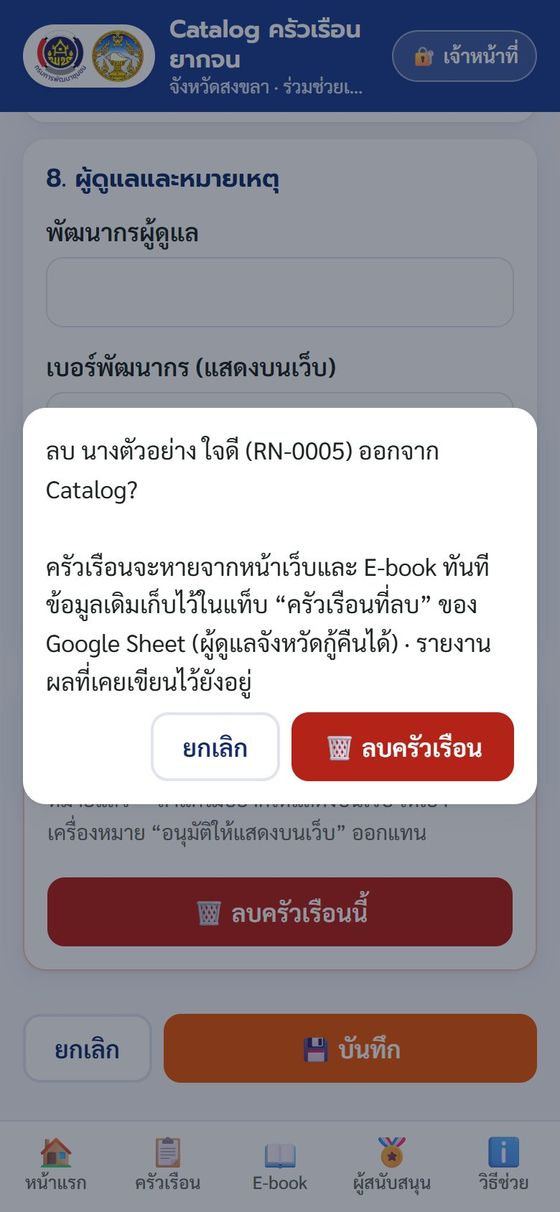 Catalog ครัวเรือน
ยากจน
จังหวัดสงขลา · ร่วมช่วยเ...
เจ้าหน้าที่
กรมการพัฒนาชุมชน
8. ผู้ดูแลและหมายเหตุ
พัฒนากรผู้ดูแล
เบอร์พัฒนากร (แสดงบนเว็บ)
ลบ นางตัวอย่าง ใจดี (RN-0005) ออกจาก
Catalog?
ครัวเรือนจะหายจากหน้าเว็บและ E-book ทันที
ข้อมูลเดิมเก็บไว้ในแท็บ “ครัวเรือนที่ลบ” ของ
Google Sheet (ผู้ดูแลจังหวัดกู้คืนได้) · รายงาน
ผลที่เคยเขียนไว้ยังอยู่
ยกเลิก
ลบครัวเรือน
เครื่องหมาย “อนุมัติให้แสดงบนเว็บ” ออกแทน
ลบครัวเรือนนี้
ยกเลิก
บันทึก
หน้าแรก
ครัวเรือน
E-book
ผู้สนับสนุน
วิธีช่วย